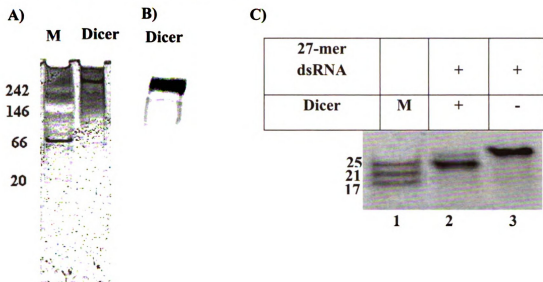 A)
M Dicer
242
146
66
20
B)
Dicer
C)
27-mer
dsRNA + +
Dicer M + -
25
21
17
1 2 3